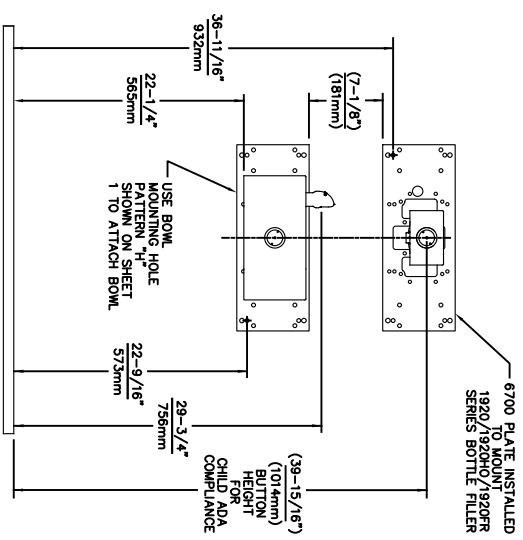 36-11/16"
932mm
22-1/4"
565mm
(7-1/8")
(181mm)
USE BOWL
MOUNTING HOLE
PATTERN "H"
SHOWN ON SHEET
1 TO ATTACH BOWL
6700 PLATE INSTALLED
TO MOUNT
1920/1920HO/1920FR
SERIES BOTTLE FILLER
22-9/16"
573mm
29-3/4"
756mm
(39-15/16")
(1014mm)
BUTTON
HEIGHT
FOR
CHILD ADA
COMPLIANCE